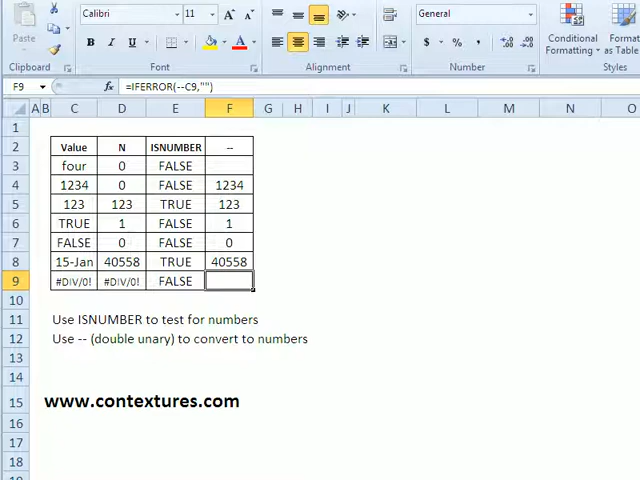 Calibri 11 A A General
Paste Conditional Format
B I U A $ % , .0 .00 .00 .0 Formatting as Table
Clipboard Font Alignment Number
F9 fx =IFERROR(--C9,"")
A B C D E F G H I J K L M N O
1
2 Value N ISNUMBER --
3 four 0 FALSE
4 1234 0 FALSE 1234
5 123 123 TRUE 123
6 TRUE 1 FALSE 1
7 FALSE 0 FALSE 0
8 15-Jan 40558 TRUE 40558
9 #DIV/0! #DIV/0! FALSE
10
11 Use ISNUMBER to test for numbers
12 Use -- (double unary) to convert to numbers
13
14
15 www.contextures.com
16
17
18